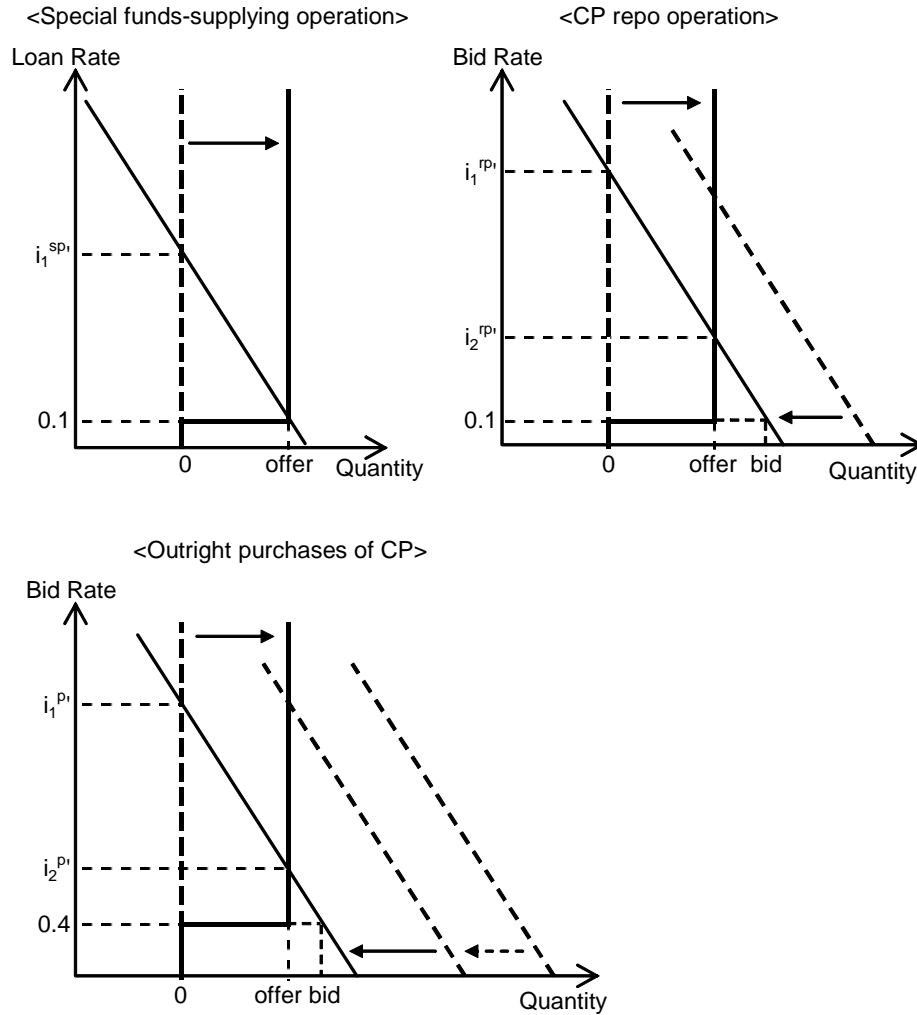 <Special funds-supplying operation>
Loan Rate
i₁ˢᵖ'
0.1
0
offer
Quantity
<CP repo operation>
Bid Rate
i₁ʳᵖ'
i₂ʳᵖ'
0.1
0
offer bid
Quantity
<Outright purchases of CP>
Bid Rate
i₁ᵖ'
i₂ᵖ'
0.4
0
offer bid
Quantity